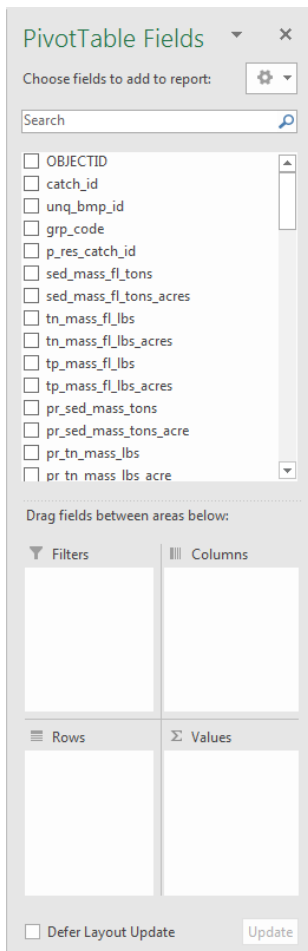 PivotTable Fields
Choose fields to add to report:
Search
OBJECTID
catch_id
unq_bmp_id
grp_code
p_res_catch_id
sed_mass_fl_tons
sed_mass_fl_tons_acres
tn_mass_fl_lbs
tn_mass_fl_lbs_acres
tp_mass_fl_lbs
tp_mass_fl_lbs_acres
pr_sed_mass_tons
pr_sed_mass_tons_acre
pr_tn_mass_lbs
pr_tn_mass_lbs_acre
Drag fields between areas below:
Filters
Columns
Rows
Σ Values
Defer Layout Update
Update